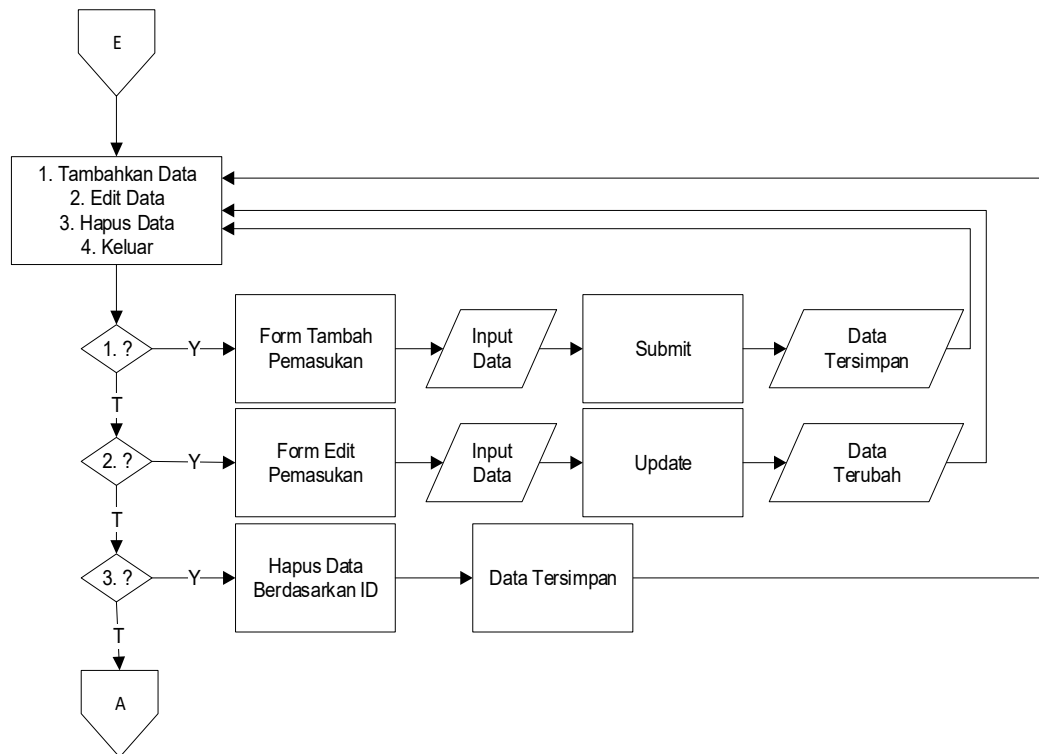 E
1. Tambahkan Data
2. Edit Data
3. Hapus Data
4. Keluar
1. ?
Y
Form Tambah
Pemasukan
Input
Data
Submit
Data
Tersimpan
T
2. ?
Y
Form Edit
Pemasukan
Input
Data
Update
Data
Terubah
T
3. ?
Y
Hapus Data
Berdasarkan ID
Data Tersimpan
T
A